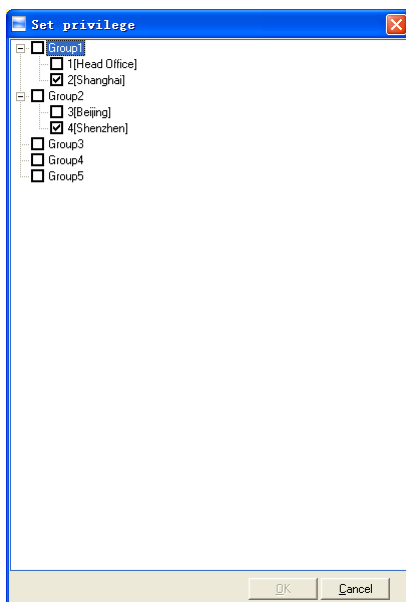 Set privilege
Group1
1[Head Office]
2[Shanghai]
Group2
3[Beijing]
4[Shenzhen]
Group3
Group4
Group5
OK Cancel